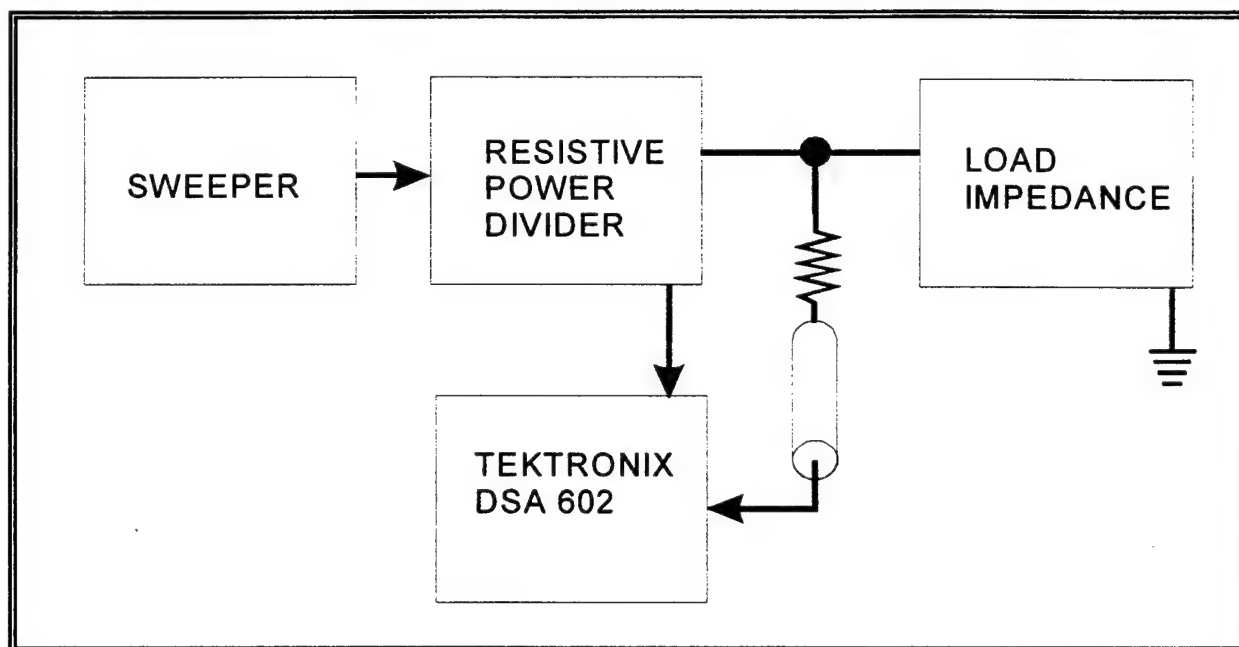 SWEEPER
RESISTIVE
POWER
DIVIDER
LOAD
IMPEDANCE
TEKTRONIX
DSA 602